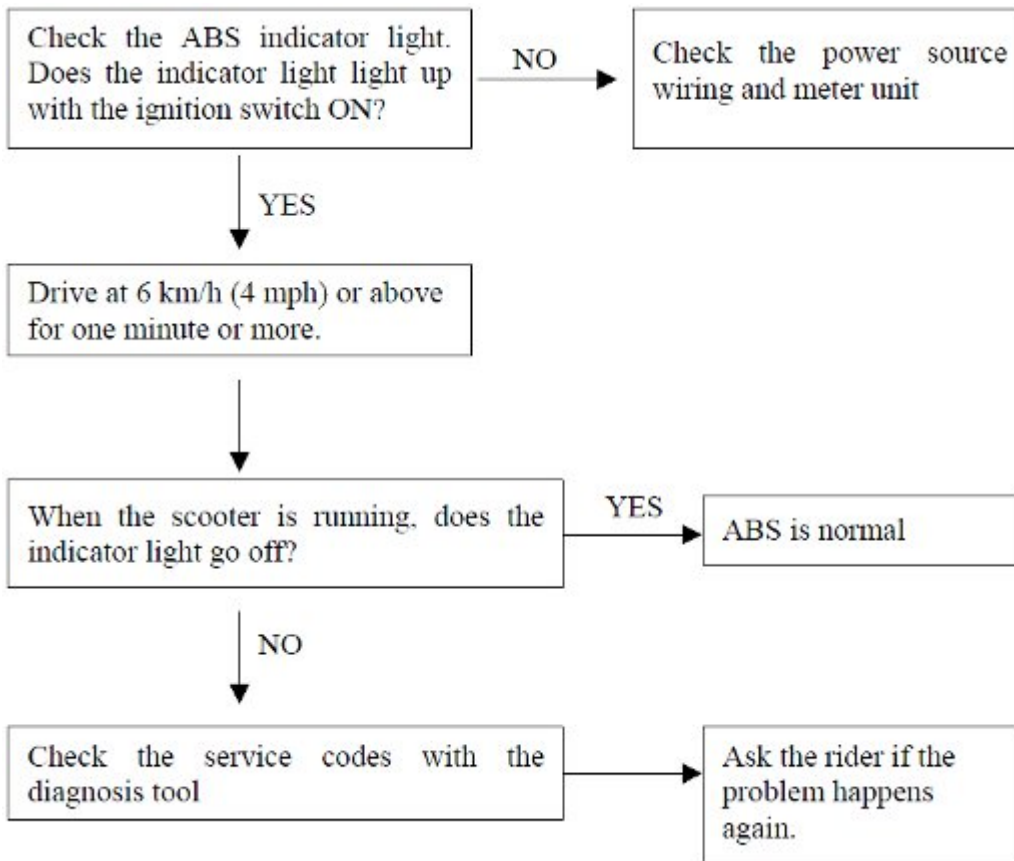 Check the ABS indicator light.
Does the indicator light light up
with the ignition switch ON?
NO
Check the power source
wiring and meter unit
YES
Drive at 6 km/h (4 mph) or above
for one minute or more.
When the scooter is running, does the
indicator light go off?
YES
ABS is normal
NO
Check the service codes with the
diagnosis tool
Ask the rider if the
problem happens
again.